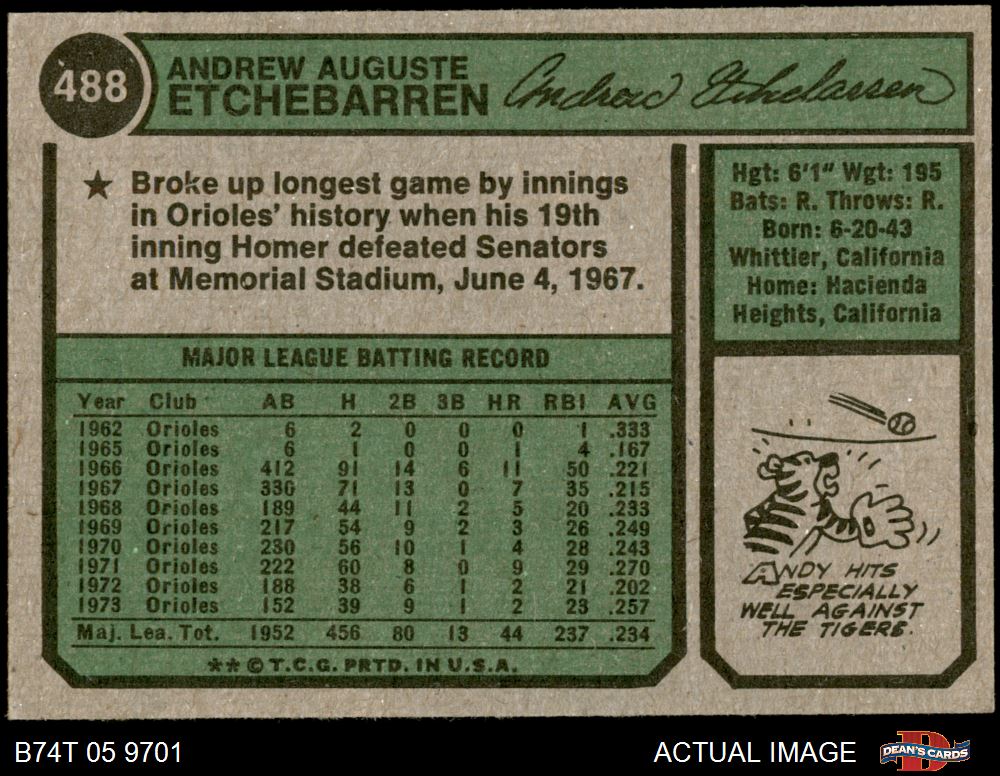 488
ANDREW AUGUSTE
ETCHEBARREN
Andrew Etchebarren
★ Broke up longest game by innings
in Orioles' history when his 19th
inning Homer defeated Senators
at Memorial Stadium, June 4, 1967.
Hgt: 6'1" Wgt: 195
Bats: R. Throws: R.
Born: 6-20-43
Whittier, California
Home: Hacienda
Heights, California
MAJOR LEAGUE BATTING RECORD
Year Club AB H 2B 3B HR RBI AVG
1962 Orioles 6 2 0 0 0 1 .333
1965 Orioles 6 1 0 0 1 4 .167
1966 Orioles 412 91 14 6 11 50 .221
1967 Orioles 330 71 13 0 7 35 .215
1968 Orioles 189 44 11 2 5 20 .233
1969 Orioles 217 54 9 2 3 26 .249
1970 Orioles 230 56 10 1 4 28 .243
1971 Orioles 222 60 8 0 9 29 .270
1972 Orioles 188 38 6 1 2 21 .202
1973 Orioles 152 39 9 1 2 23 .257
Maj. Lea. Tot. 1952 456 80 13 44 237 .234
** © T.C.G. PRTD. IN U.S.A.
ANDY HITS
ESPECIALLY
WELL AGAINST
THE TIGERS.
B74T 05 9701
ACTUAL IMAGE
D
DEAN'S CARDS